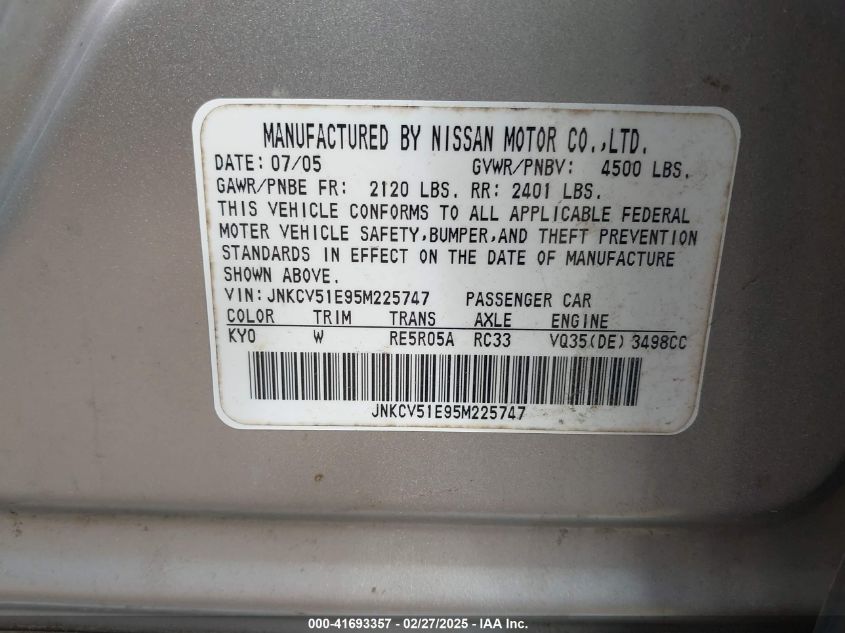 MANUFACTURED BY NISSAN MOTOR CO.,LTD.
DATE: 07/05 GVWR/PNBV: 4500 LBS.
GAWR/PNBE FR: 2120 LBS. RR: 2401 LBS.
THIS VEHICLE CONFORMS TO ALL APPLICABLE FEDERAL
MOTER VEHICLE SAFETY,BUMPER,AND THEFT PREVENTION
STANDARDS IN EFFECT ON THE DATE OF MANUFACTURE
SHOWN ABOVE.
VIN:JNKCV51E95M225747 PASSENGER CAR
COLOR TRIM TRANS AXLE ENGINE
KY0 W RE5R05A RC33 VQ35(DE) 3498CC
JNKCV51E95M225747
000-41693357 - 02/27/2025 - IAA Inc.